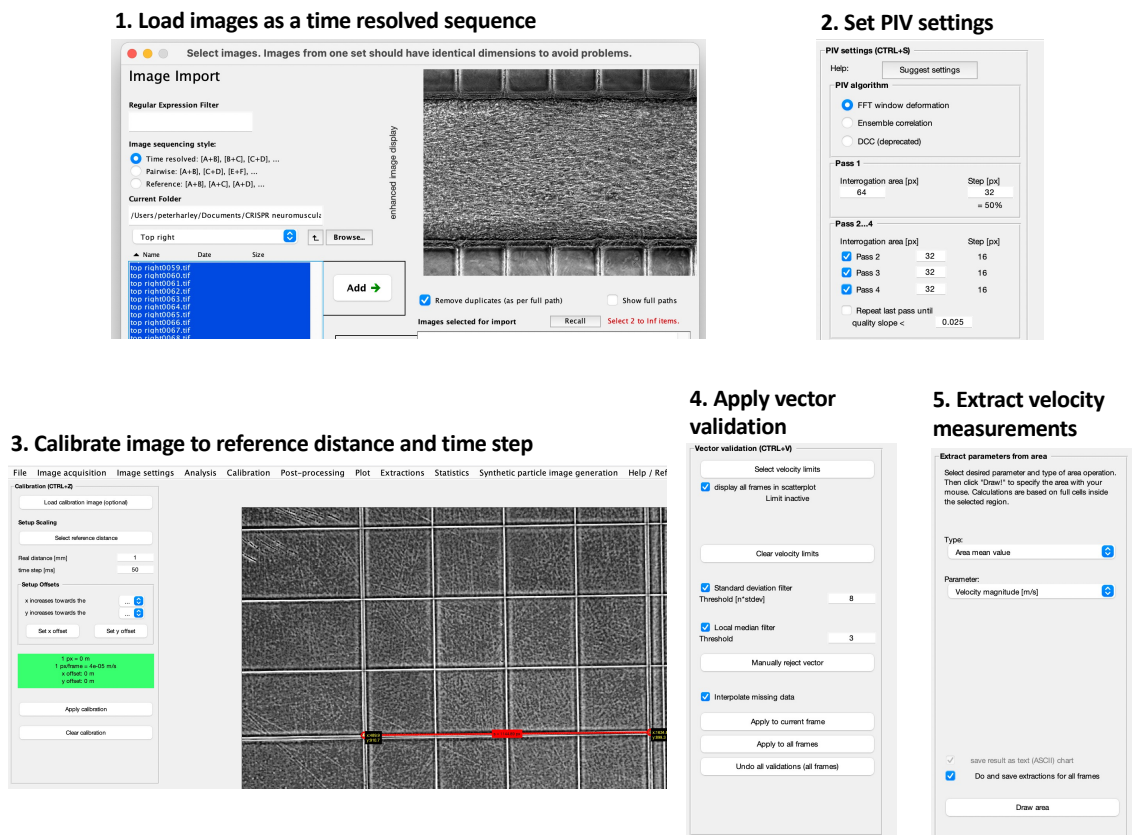 1. Load images as a time resolved sequence
Select images. Images from one set should have identical dimensions to avoid problems.
Image Import
Regular Expression Filter
Image sequencing style:
Time resolved: [A+B], [B+C], [C+D], ...
Pairwise: [A+B], [C+D], [E+F], ...
Reference: [A+B], [A+C], [A+D], ...
Current Folder
/Users/peterharley/Documents/CRISPR neuromuscula
Top right
Browse...
Name Date Size
top right0059.tif
top right0060.tif
top right0061.tif
top right0062.tif
top right0063.tif
top right0064.tif
top right0065.tif
top right0066.tif
top right0067.tif
top right0068.tif
Add
enhanced image display
Remove duplicates (as per full path)
Show full paths
Images selected for import
Recall
Select 2 to Inf items.
2. Set PIV settings
PIV settings (CTRL+S)
Help:
Suggest settings
PIV algorithm
FFT window deformation
Ensemble correlation
DCC (deprecated)
Pass 1
Interrogation area [px] Step [px]
64 32
= 50%
Pass 2...4
Interrogation area [px] Step [px]
Pass 2 32 16
Pass 3 32 16
Pass 4 32 16
Repeat last pass until
quality slope < 0.025
3. Calibrate image to reference distance and time step
File Image acquisition Image settings Analysis Calibration Post-processing Plot Extractions Statistics Synthetic particle image generation Help / Ref
Calibration (CTRL+Z)
Load calibration image (optional)
Setup Scaling
Select reference distance
Real distance [mm] 1
time step [ms] 50
Setup Offsets
x increases towards the ...
y increases towards the ...
Set x offset Set y offset
1 px = 0 m
1 px/frame = 4e-05 m/s
x offset: 0 m
y offset: 0 m
Apply calibration
Clear calibration
4. Apply vector
validation
Vector validation (CTRL+V)
Select velocity limits
display all frames in scatterplot
Limit inactive
Clear velocity limits
Standard deviation filter
Threshold [n*stdev] 8
Local median filter
Threshold 3
Manually reject vector
Interpolate missing data
Apply to current frame
Apply to all frames
Undo all validations (all frames)
5. Extract velocity
measurements
Extract parameters from area
Select desired parameter and type of area operation.
Then click "Draw!" to specify the area with your
mouse. Calculations are based on full cells inside
the selected region.
Type:
Area mean value
Parameter:
Velocity magnitude [m/s]
save result as text (ASCII) chart
Do and save extractions for all frames
Draw area